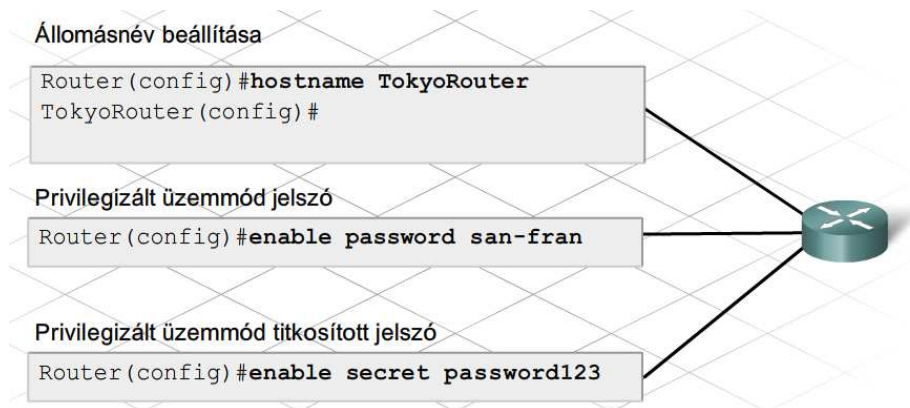 Állomásnév beállítása
Router(config)#hostname TokyoRouter
TokyoRouter(config)#
Privilegizált üzemmód jelszó
Router(config)#enable password san-fran
Privilegizált üzemmód titkosított jelszó
Router(config)#enable secret password123